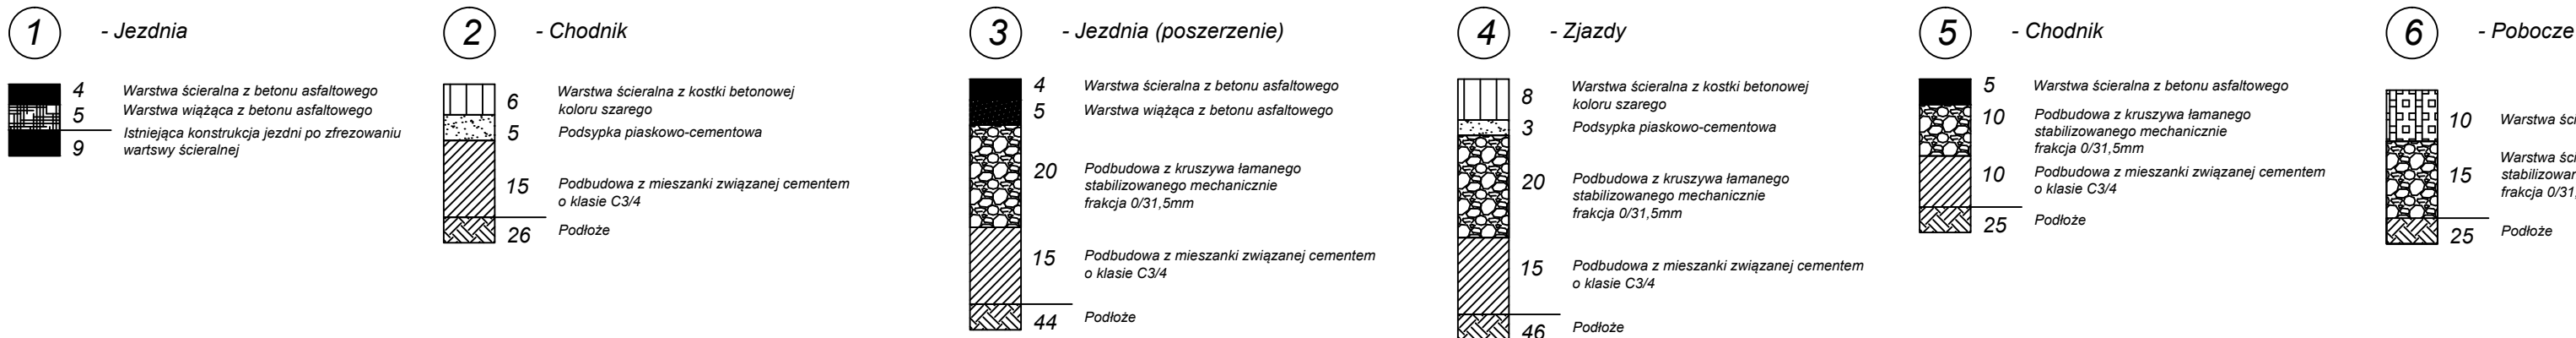 1 - Jezdnia
4 Warstwa ścieralna z betonu asfaltowego
5 Warstwa wiążąca z betonu asfaltowego
Istniejąca konstrukcja jezdni po zfrezowaniu
9 wartswy ścieralnej
2 - Chodnik
6 Warstwa ścieralna z kostki betonowej
koloru szarego
5 Podsypka piaskowo-cementowa
15 Podbudowa z mieszanki związanej cementem
o klasie C3/4
26 Podłoże
3 - Jezdnia (poszerzenie)
4 Warstwa ścieralna z betonu asfaltowego
5 Warstwa wiążąca z betonu asfaltowego
20 Podbudowa z kruszywa łamanego
stabilizowanego mechanicznie
frakcja 0/31,5mm
15 Podbudowa z mieszanki związanej cementem
o klasie C3/4
44 Podłoże
4 - Zjazdy
8 Warstwa ścieralna z kostki betonowej
koloru szarego
3 Podsypka piaskowo-cementowa
20 Podbudowa z kruszywa łamanego
stabilizowanego mechanicznie
frakcja 0/31,5mm
15 Podbudowa z mieszanki związanej cementem
o klasie C3/4
46 Podłoże
5 - Chodnik
5 Warstwa ścieralna z betonu asfaltowego
10 Podbudowa z kruszywa łamanego
stabilizowanego mechanicznie
frakcja 0/31,5mm
10 Podbudowa z mieszanki związanej cementem
o klasie C3/4
25 Podłoże
6 - Pobocze
10 Warstwa
Warstwa
15
frakcja
25 Podłoże